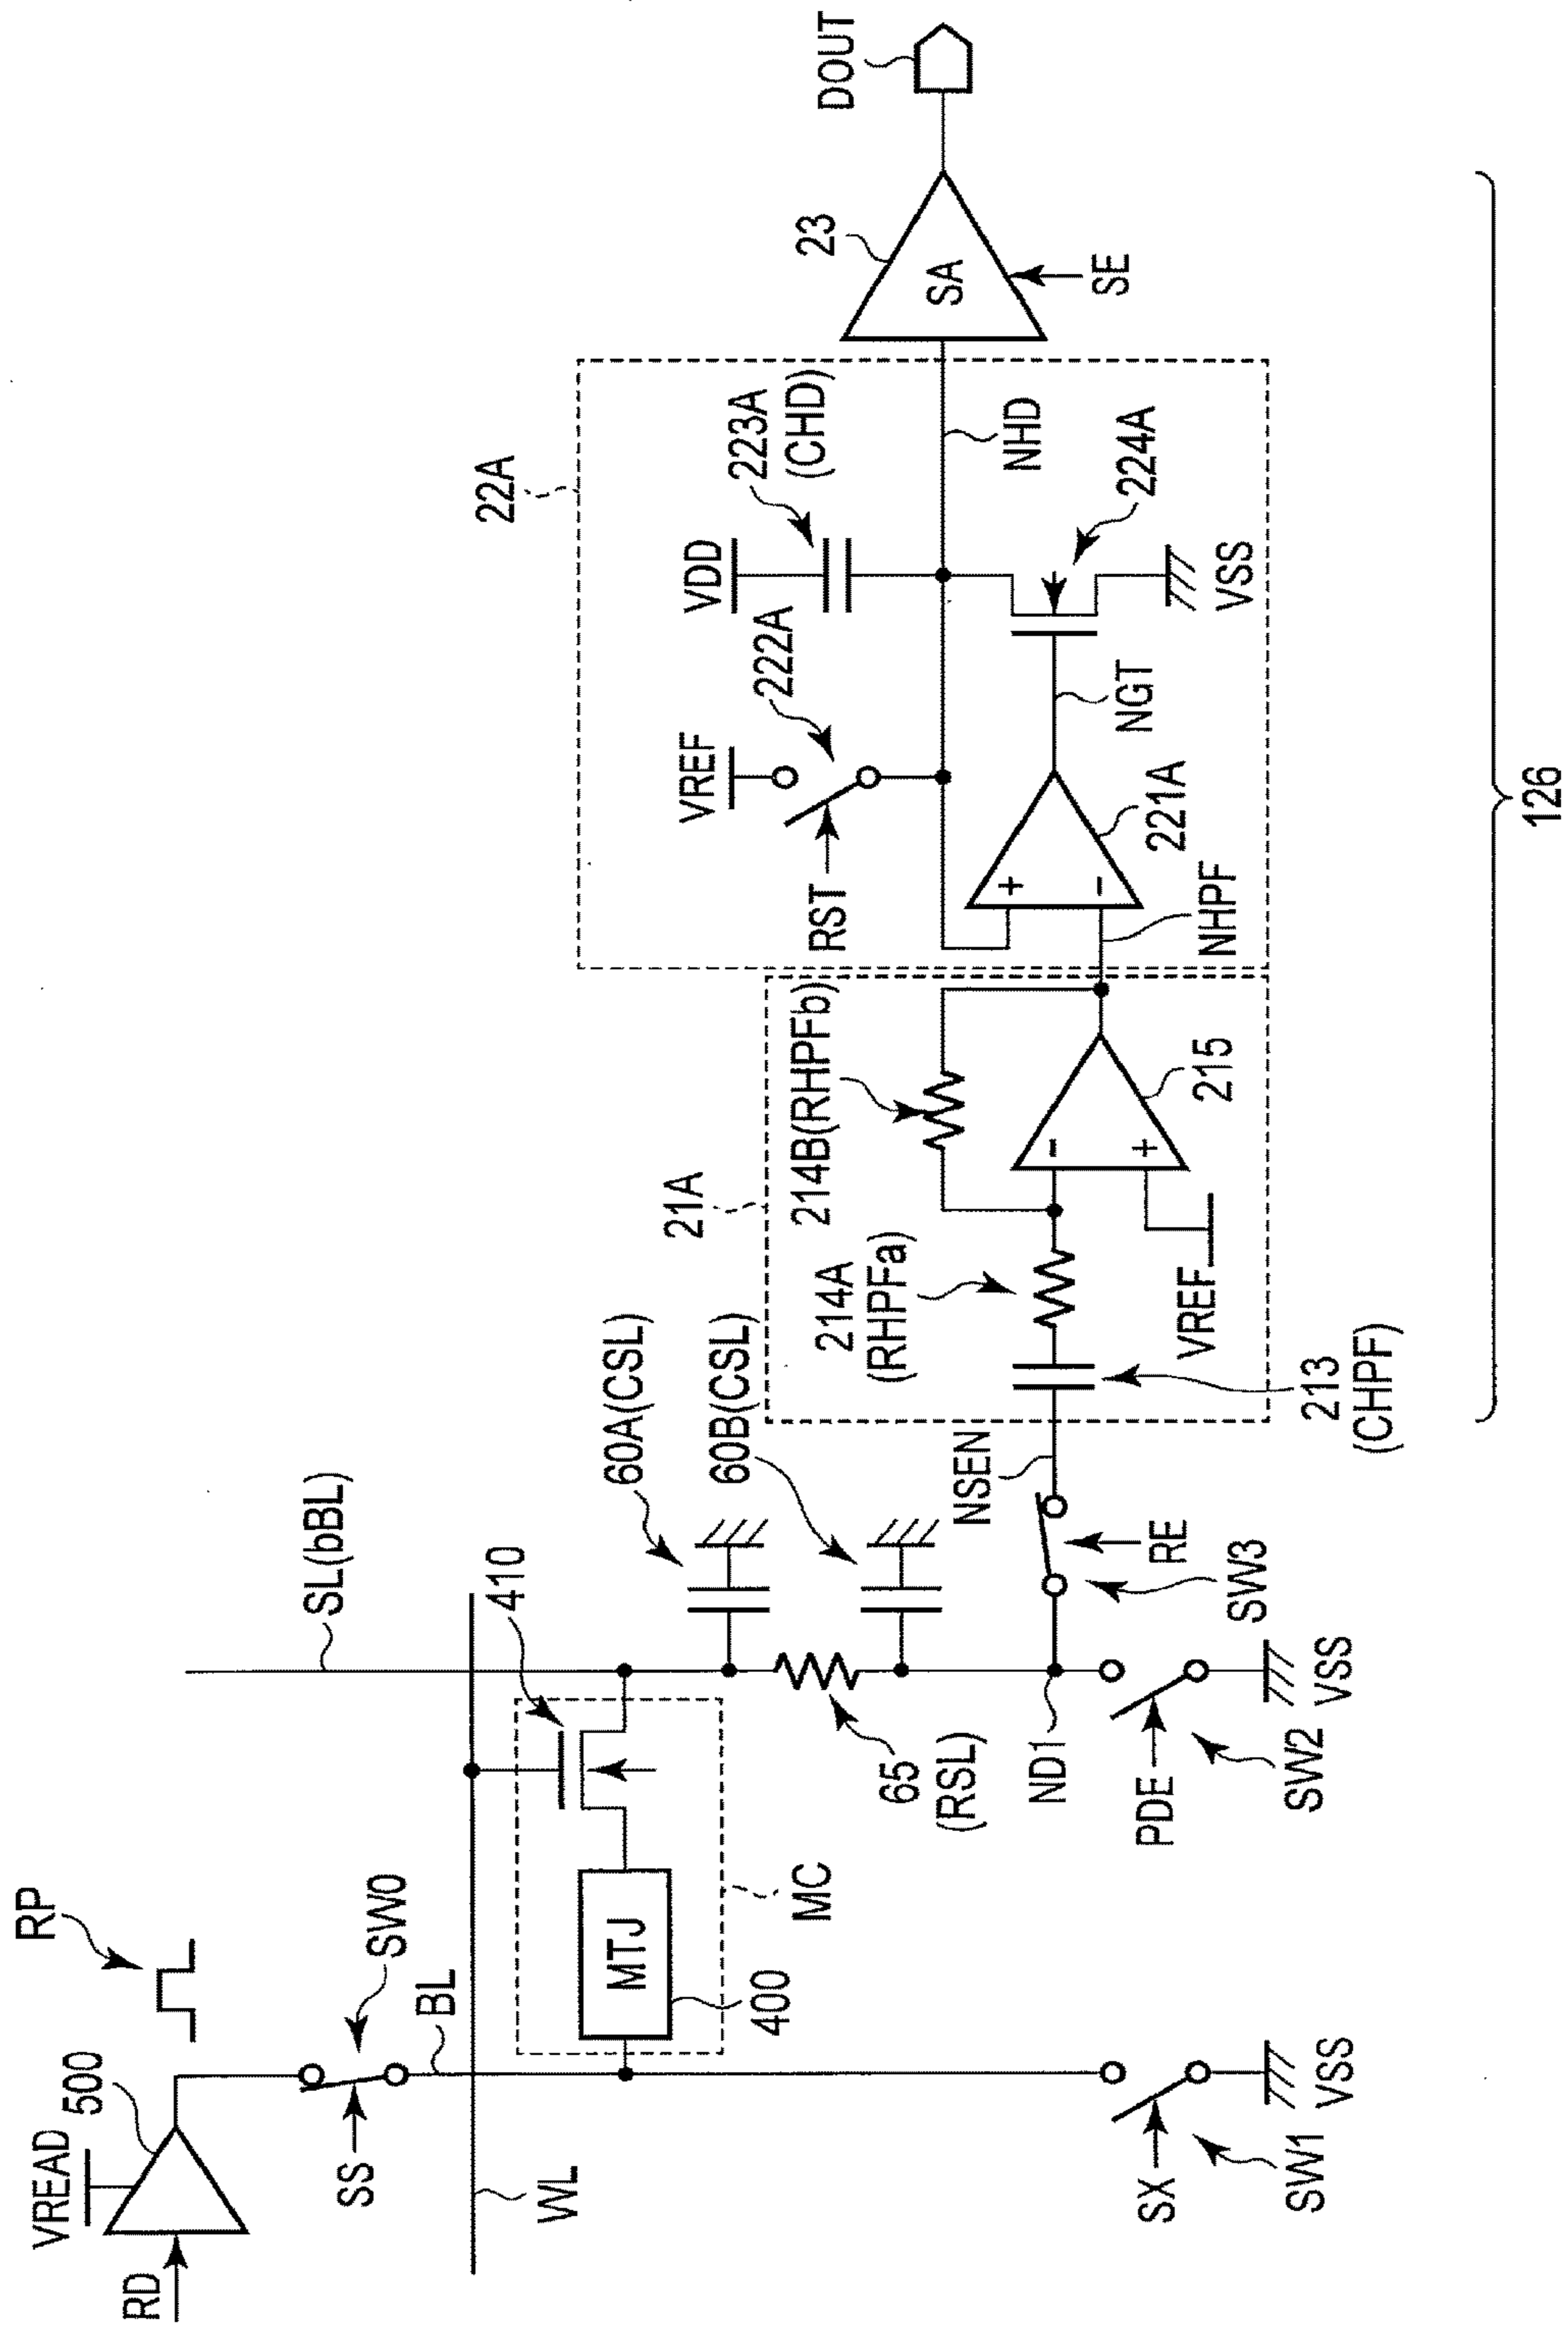 RD
VREAD
500
RP
SS
SW0
BL
WL
MTJ
400
MC
410
SL(bBL)
60A(CSL)
60B(CSL)
65
(RSL)
ND1
SX
SW1
VSS
PDE
SW2
VSS
RE
SW3
NSEN
213
(CHPF)
21A
214A
(RHPFa)
214B(RHPFb)
-
+
VREF
215
NHPF
22A
VREF
RST
222A
VDD
223A
(CHD)
+
-
221A
NGT
224A
VSS
NHD
SA
23
SE
DOUT
126